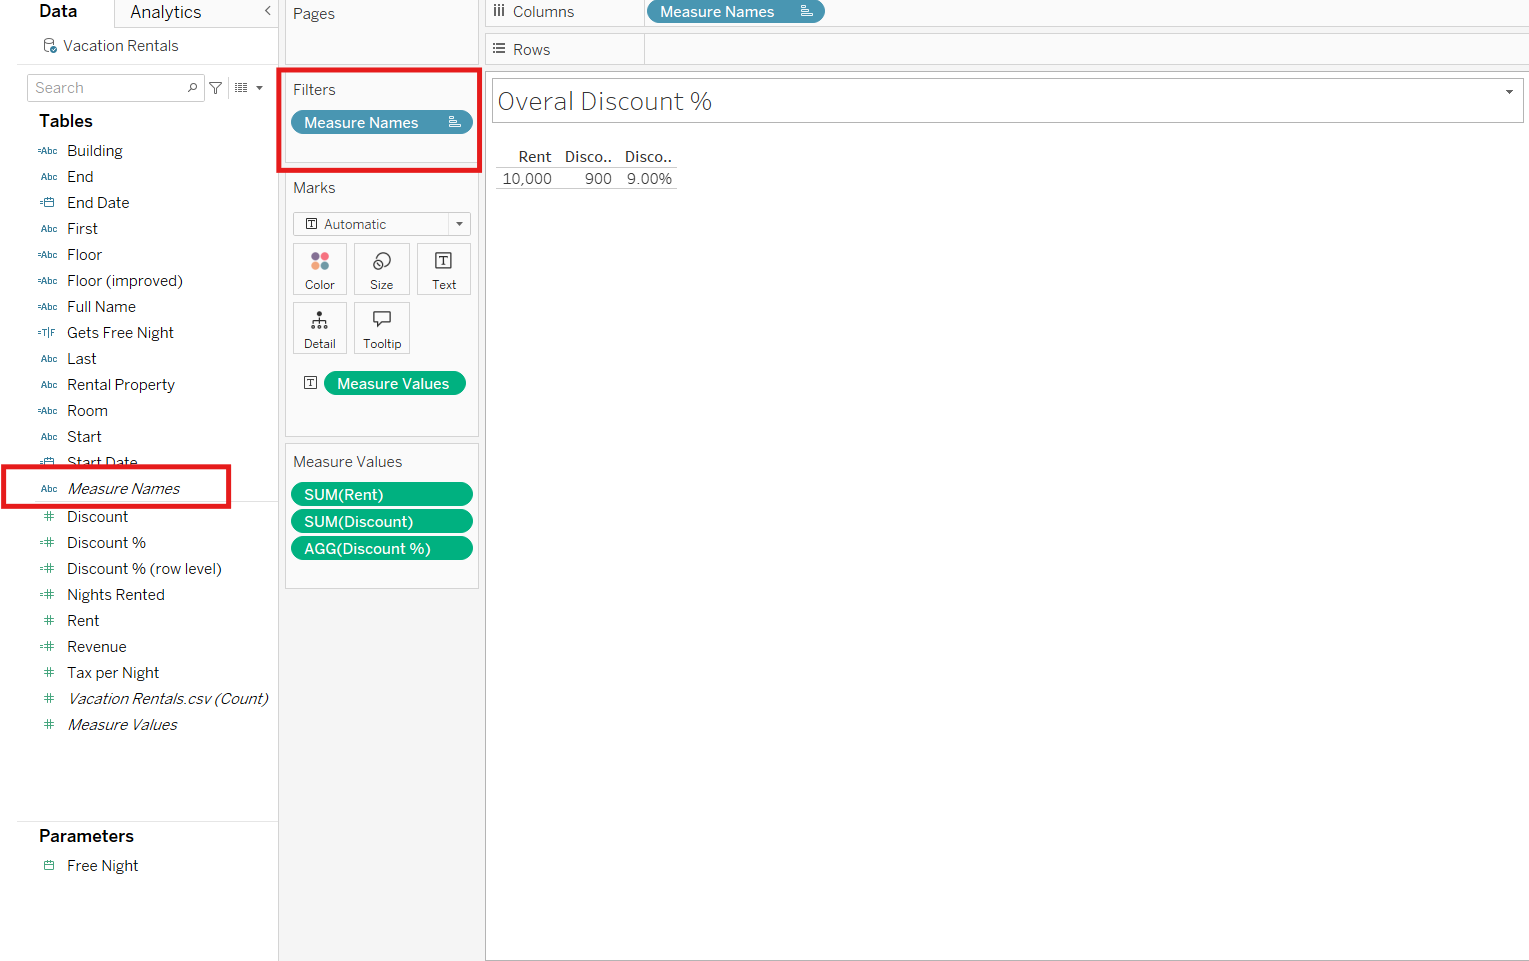 Data
Analytics
Vacation Rentals
Search
Tables
Abc Building
Abc End
End Date
Abc First
Abc Floor
Abc Floor (improved)
Abc Full Name
T|F Gets Free Night
Abc Last
Abc Rental Property
Abc Room
Abc Start
Start Date
Abc Measure Names
# Discount
=# Discount %
=# Discount % (row level)
=# Nights Rented
# Rent
=# Revenue
# Tax per Night
# Vacation Rentals.csv (Count)
# Measure Values
Parameters
Free Night
Pages
Filters
Measure Names
Marks
T Automatic
Color Size T Text
Detail Tooltip
T Measure Values
Measure Values
SUM(Rent)
SUM(Discount)
AGG(Discount %)
Columns Measure Names
Rows
Overal Discount %
Rent Disco.. Disco..
10,000 900 9.00%